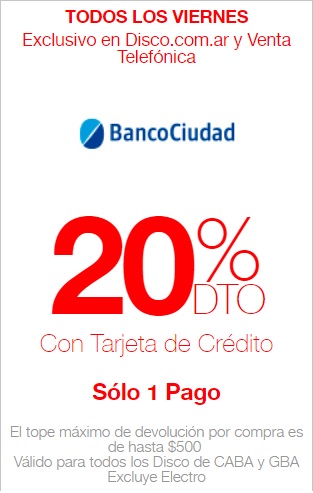 TODOS LOS VIERNES
Exclusivo en Disco.com.ar y Venta
Telefónica
BancoCiudad
20%
DTO
Con Tarjeta de Crédito
Sólo 1 Pago
El tope máximo de devolución por compra es
de hasta $500
Válido para todos los Disco de CABA y GBA
Excluye Electro